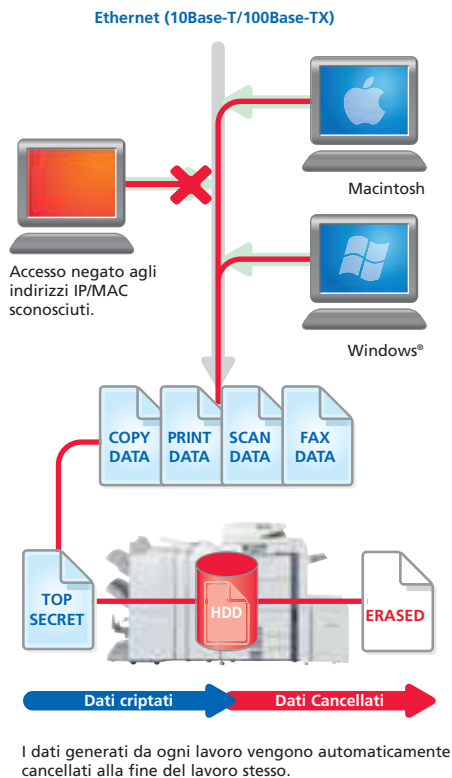 Ethernet (10Base-T/100Base-TX)
Macintosh
Accesso negato agli
indirizzi IP/MAC
sconosciuti.
Windows®
COPY
DATA
PRINT
DATA
SCAN
DATA
FAX
DATA
TOP
SECRET
HDD
ERASED
Dati criptati
Dati Cancellati
I dati generati da ogni lavoro vengono automaticamente
cancellati alla fine del lavoro stesso.